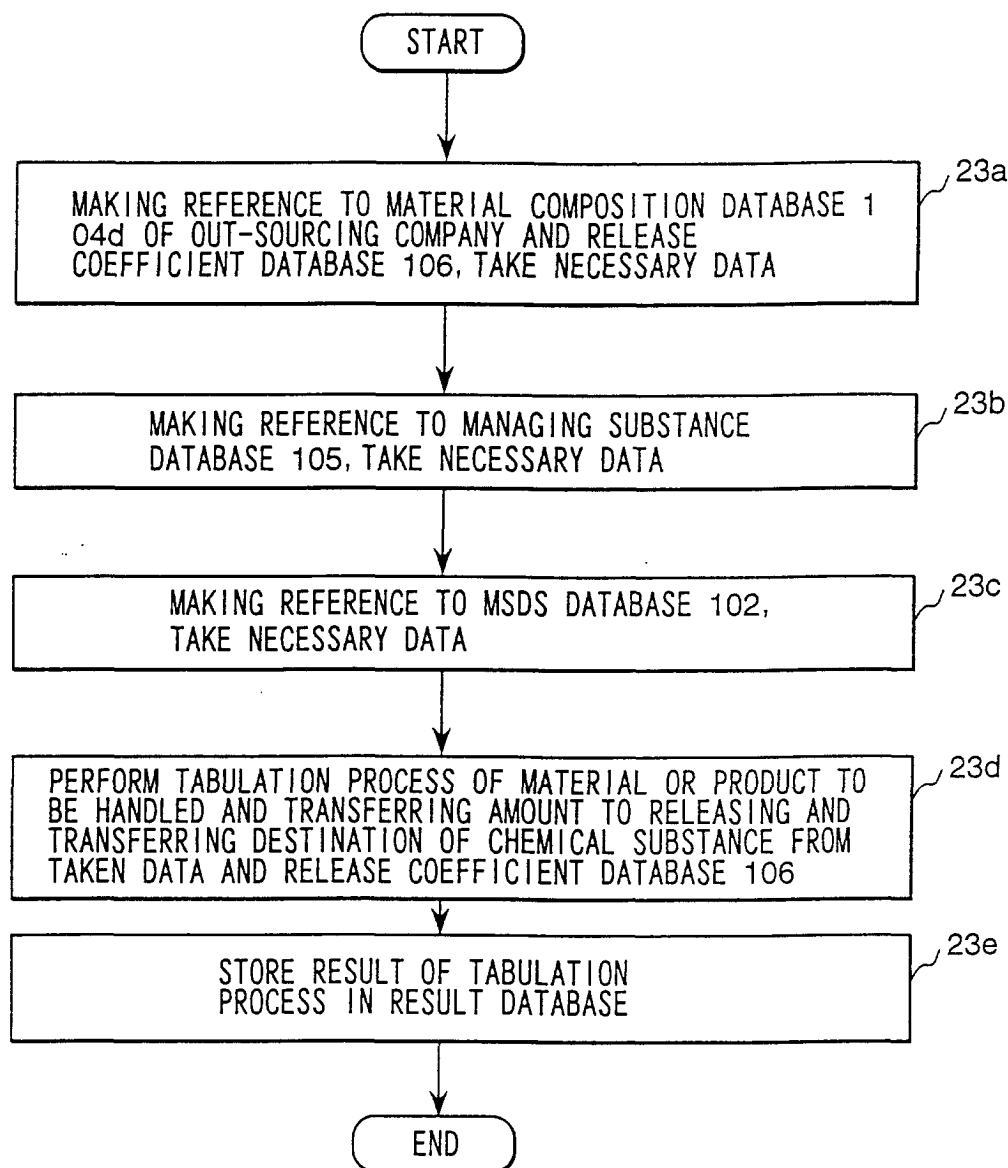 START
23a
MAKING REFERENCE TO MATERIAL COMPOSITION DATABASE 1
04d OF OUT-SOURCING COMPANY AND RELEASE
COEFFICIENT DATABASE 106, TAKE NECESSARY DATA
23b
MAKING REFERENCE TO MANAGING SUBSTANCE
DATABASE 105, TAKE NECESSARY DATA
23c
MAKING REFERENCE TO MSDS DATABASE 102,
TAKE NECESSARY DATA
23d
PERFORM TABULATION PROCESS OF MATERIAL OR PRODUCT TO
BE HANDLED AND TRANSFERRING AMOUNT TO RELEASING AND
TRANSFERRING DESTINATION OF CHEMICAL SUBSTANCE FROM
TAKEN DATA AND RELEASE COEFFICIENT DATABASE 106
23e
STORE RESULT OF TABULATION
PROCESS IN RESULT DATABASE
END